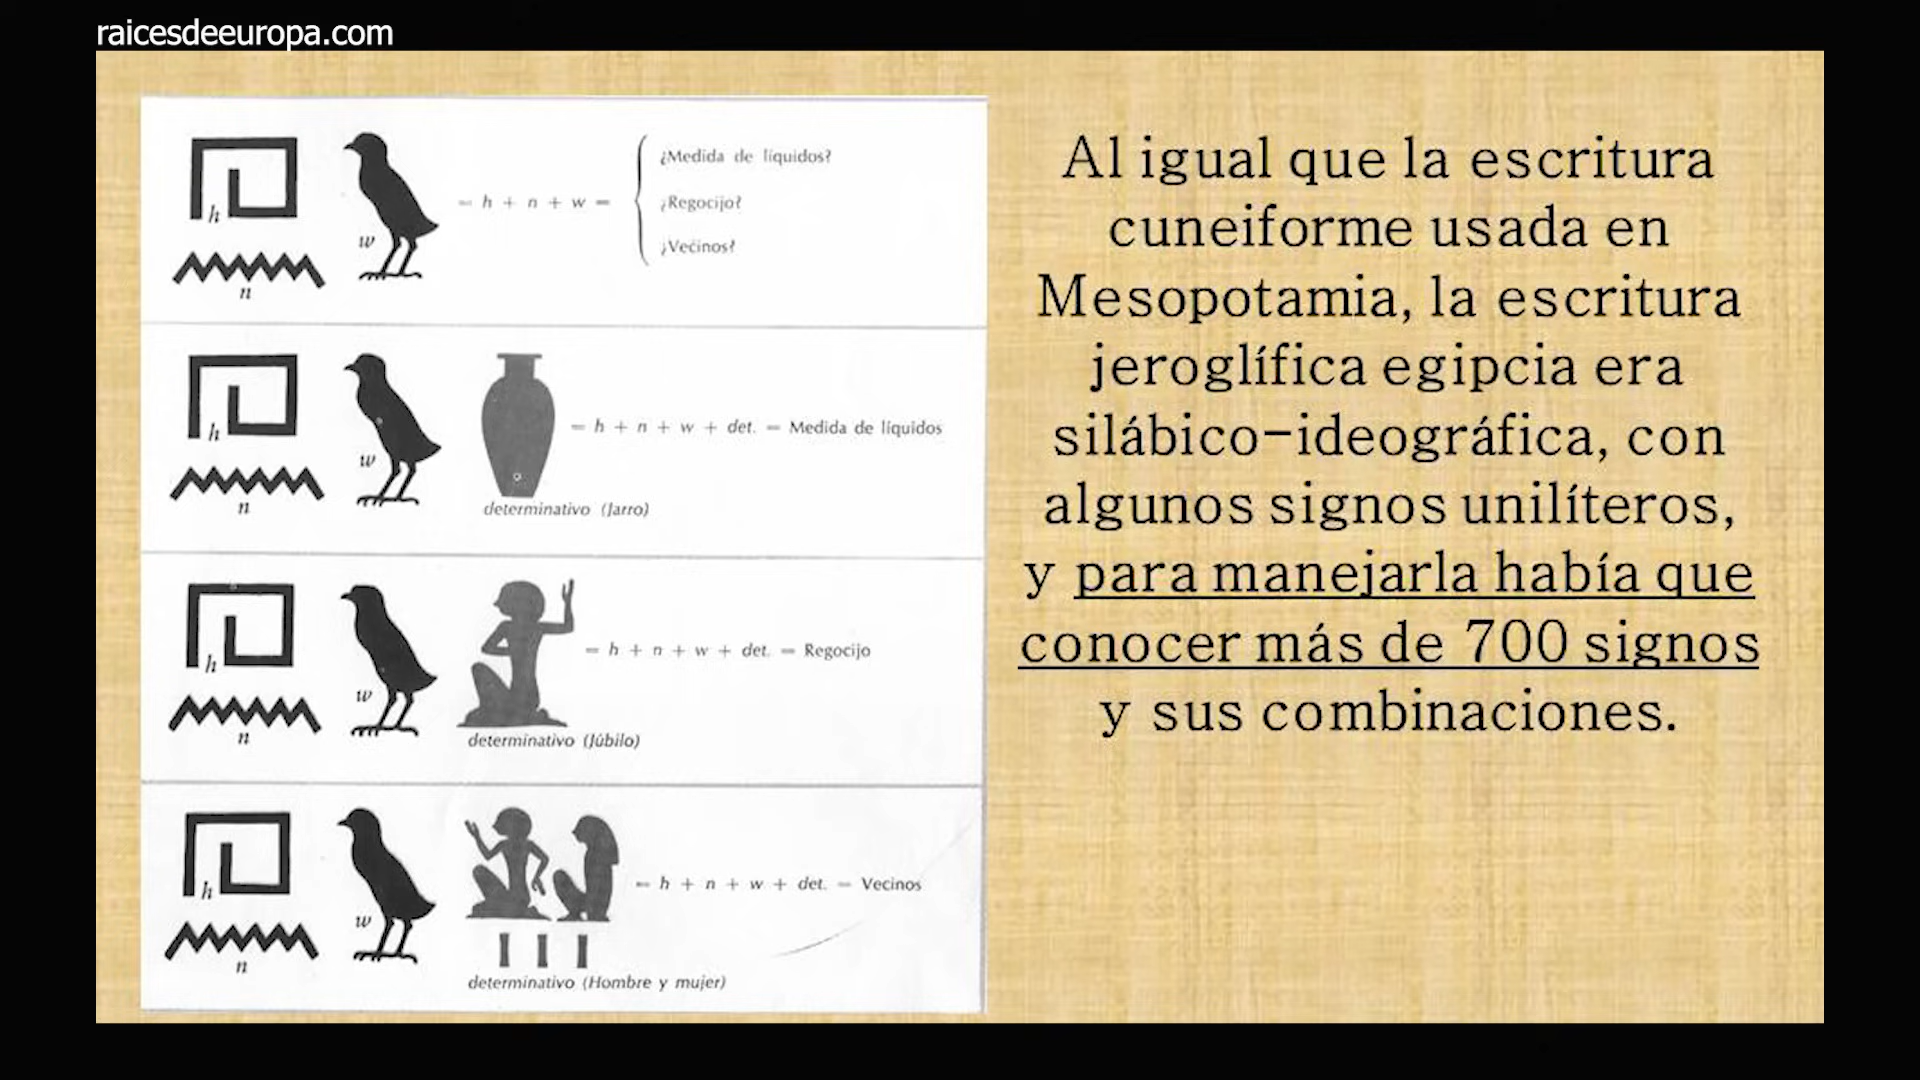 raicesdeeuropa.com
h
w
n
= h + n + w =
¿Medida de líquidos?
¿Regocijo?
¿Vecinos?
h
w
n
= h + n + w + det. = Medida de líquidos
determinativo (Jarro)
h
w
n
= h + n + w + det. = Regocijo
determinativo (Júbilo)
h
w
n
= h + n + w + det. = Vecinos
determinativo (Hombre y mujer)
Al igual que la escritura
cuneiforme usada en
Mesopotamia, la escritura
jeroglífica egipcia era
silábico-ideográfica, con
algunos signos unilíteros,
y para manejarla había que
conocer más de 700 signos
y sus combinaciones.